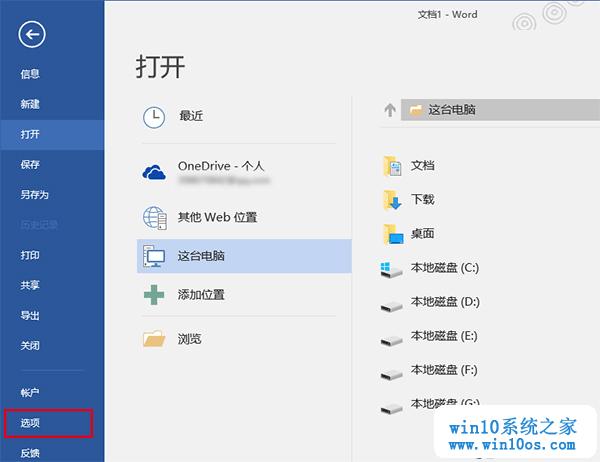 文档1 - Word
信息
新建
打开
保存
另存为
历史记录
打印
共享
导出
关闭
帐户
选项
反馈
打开
最近
OneDrive - 个人
其他 Web 位置
这台电脑
添加位置
浏览
这台电脑
文档
下载
桌面
本地磁盘 (C:)
本地磁盘 (D:)
本地磁盘 (E:)
本地磁盘 (F:)
本地磁盘 (G:)
win10系统之家
www.win10os.com